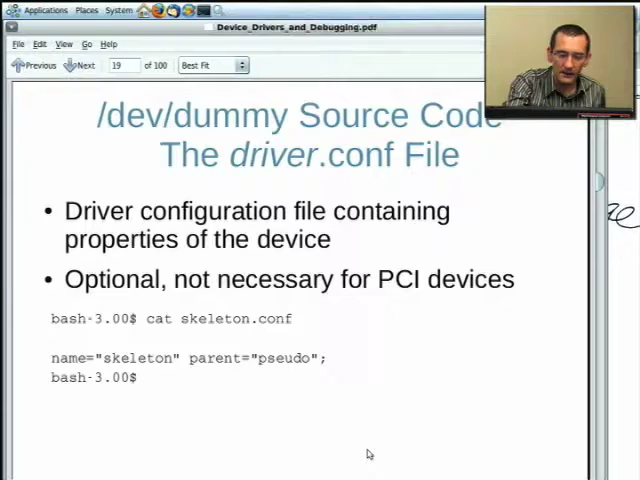 Applications Places System
Device_Drivers_and_Debugging.pdf
File Edit View Go Help
Previous Next 19 of 100 Best Fit
/dev/dummy Source Code
The driver.conf File
• Driver configuration file containing
properties of the device
• Optional, not necessary for PCI devices
bash-3.00$ cat skeleton.conf
name="skeleton" parent="pseudo";
bash-3.00$